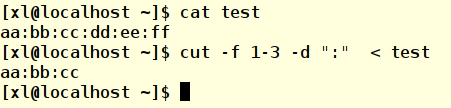 [xl@localhost ~]$ cat test
aa:bb:cc:dd:ee:ff
[xl@localhost ~]$ cut -f 1-3 -d ":"  < test
aa:bb:cc
[xl@localhost ~]$